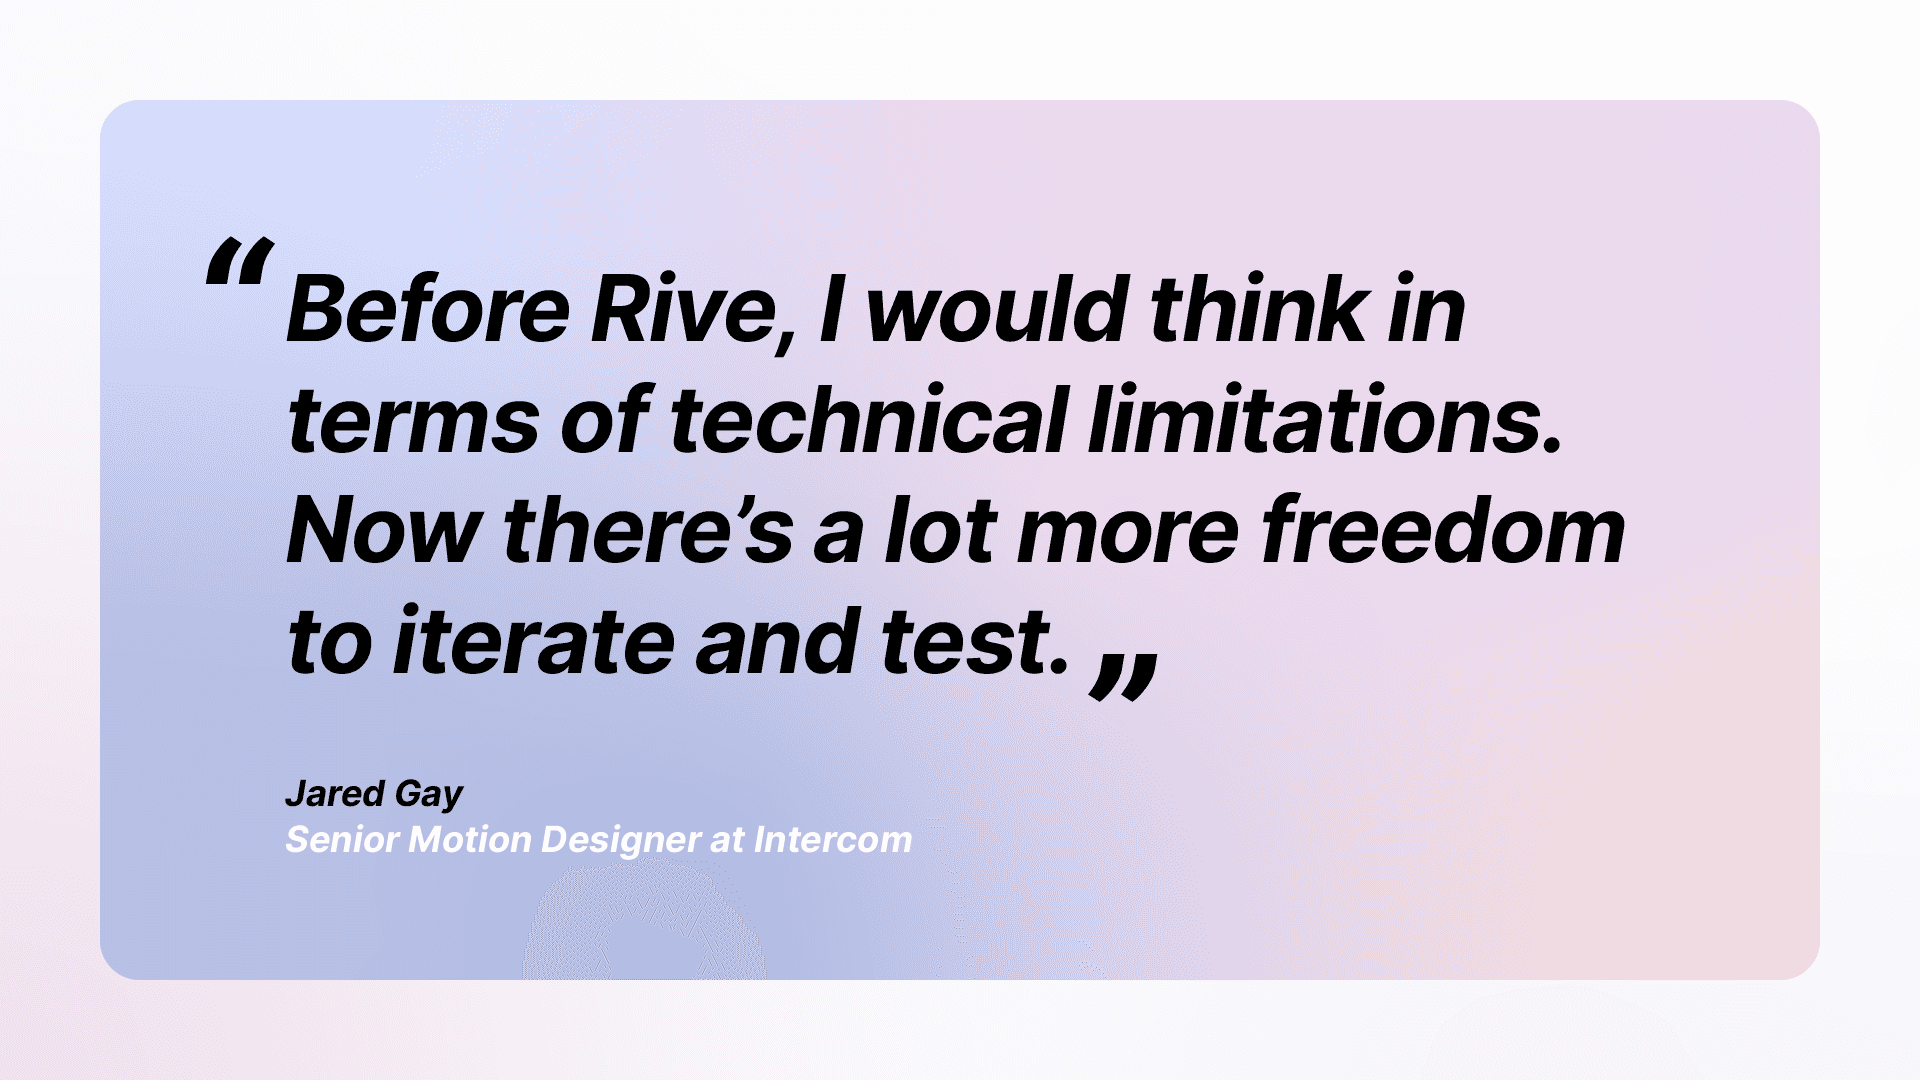 “Before Rive, I would think in
terms of technical limitations.
Now there’s a lot more freedom
to iterate and test.”
Jared Gay
Senior Motion Designer at Intercom